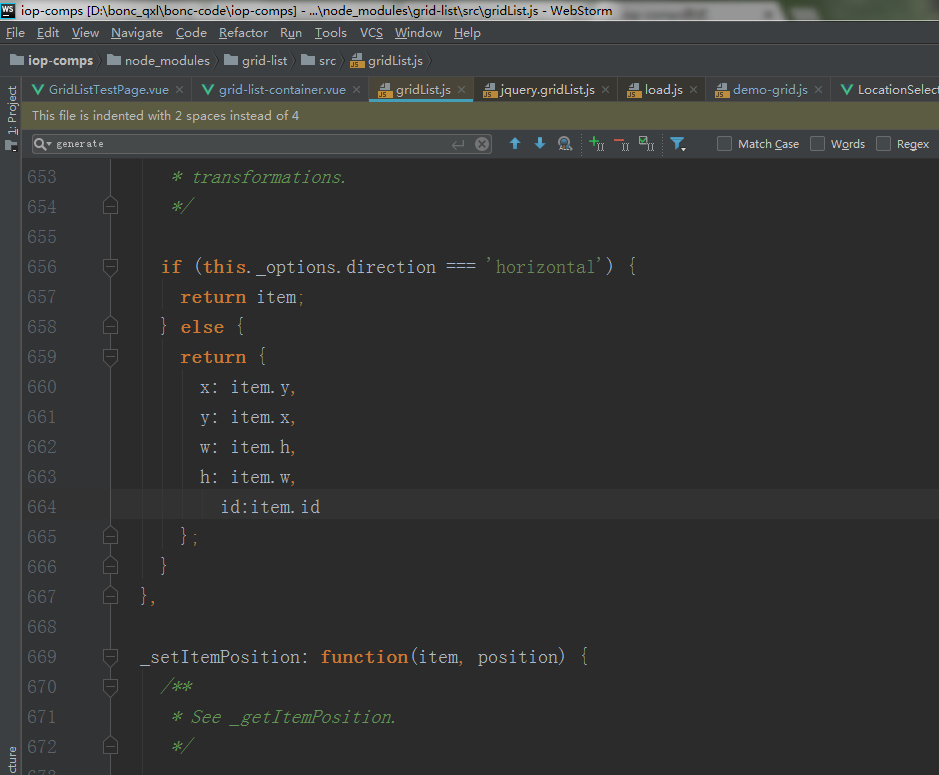 WS iop-comps [D:\bonc_qxl\bonc-code\iop-comps] - ...\node_modules\grid-list\src\gridList.js - WebStorm
File Edit View Navigate Code Refactor Run Tools VCS Window Help
iop-comps node_modules grid-list src gridList.js
GridListTestPage.vue grid-list-container.vue gridList.js jquery.gridList.js load.js demo-grid.js LocationSelect
1: Project
This file is indented with 2 spaces instead of 4
generate Match Case Words Regex
653 * transformations.
654 */
655
656 if (this._options.direction === 'horizontal') {
657 return item;
658 } else {
659 return {
660 x: item.y,
661 y: item.x,
662 w: item.h,
663 h: item.w,
664 id:item.id
665 };
666 }
667 },
668
669 _setItemPosition: function(item, position) {
670 /**
671 * See _getItemPosition.
672 */
cture